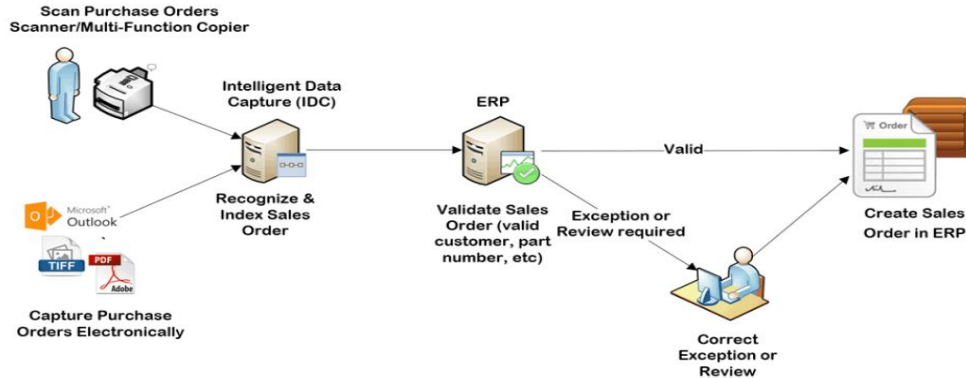 Scan Purchase Orders
Scanner/Multi-Function Copier
Intelligent Data
Capture (IDC)
Recognize &
Index Sales
Order
Microsoft
Outlook
TIFF
PDF
Adobe
Capture Purchase
Orders Electronically
ERP
Validate Sales
Order (valid
customer, part
number, etc)
Valid
Exception or
Review required
Correct
Exception or
Review
Order
Create Sales
Order in ERP